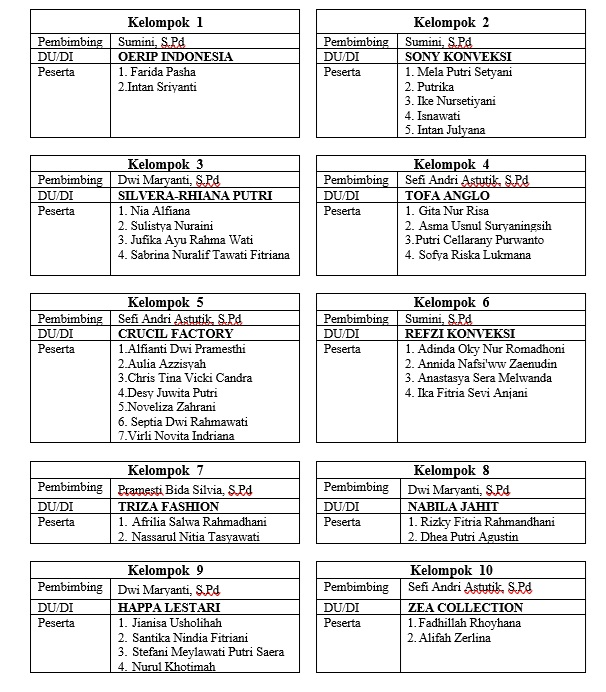 Kelompok 1
Pembimbing Sumini, S.Pd
DU/DI OERIP INDONESIA
Peserta 1. Farida Pasha
2.Intan Sriyanti
Kelompok 2
Pembimbing Sumini, S.Pd
DU/DI SONY KONVEKSI
Peserta 1. Mela Putri Setyani
2. Putrika
3. Ike Nursetiyani
4. Isnawati
5. Intan Julyana
Kelompok 3
Pembimbing Dwi Maryanti, S.Pd
DU/DI SILVERA-RHIANA PUTRI
Peserta 1. Nia Alfiana
2. Sulistya Nuraini
3. Jufika Ayu Rahma Wati
4. Sabrina Nuralif Tawati Fitriana
Kelompok 4
Pembimbing Sefi Andri Astutik, S.Pd
DU/DI TOFA ANGLO
Peserta 1. Gita Nur Risa
2. Asma Usnul Suryaningsih
3.Putri Cellarany Purwanto
4. Sofya Riska Lukmana
Kelompok 5
Pembimbing Sefi Andri Astutik, S.Pd
DU/DI CRUCIL FACTORY
Peserta 1.Alfianti Dwi Pramesthi
2.Aulia Azzisyah
3.Chris Tina Vicki Candra
4.Desy Juwita Putri
5.Noveliza Zahrani
6. Septia Dwi Rahmawati
7.Virli Novita Indriana
Kelompok 6
Pembimbing Sumini, S.Pd
DU/DI REFZI KONVEKSI
Peserta 1. Adinda Oky Nur Romadhoni
2. Annida Nafsi'ww Zaenudin
3. Anastasya Sera Melwanda
4. Ika Fitria Sevi Anjani
Kelompok 7
Pembimbing Pramesti Bida Silvia, S.Pd
DU/DI TRIZA FASHION
Peserta 1. Afrilia Salwa Rahmadhani
2. Nassarul Nitia Tasyawati
Kelompok 8
Pembimbing Dwi Maryanti, S.Pd
DU/DI NABILA JAHIT
Peserta 1. Rizky Fitria Rahmandhani
2. Dhea Putri Agustin
Kelompok 9
Pembimbing Dwi Maryanti, S.Pd
DU/DI HAPPA LESTARI
Peserta 1. Jianisa Usholihah
2. Santika Nindia Fitriani
3. Stefani Meylawati Putri Saera
4. Nurul Khotimah
Kelompok 10
Pembimbing Sefi Andri Astutik, S.Pd
DU/DI ZEA COLLECTION
Peserta 1. Fadhillah Rhoyhana
2. Alifah Zerlina